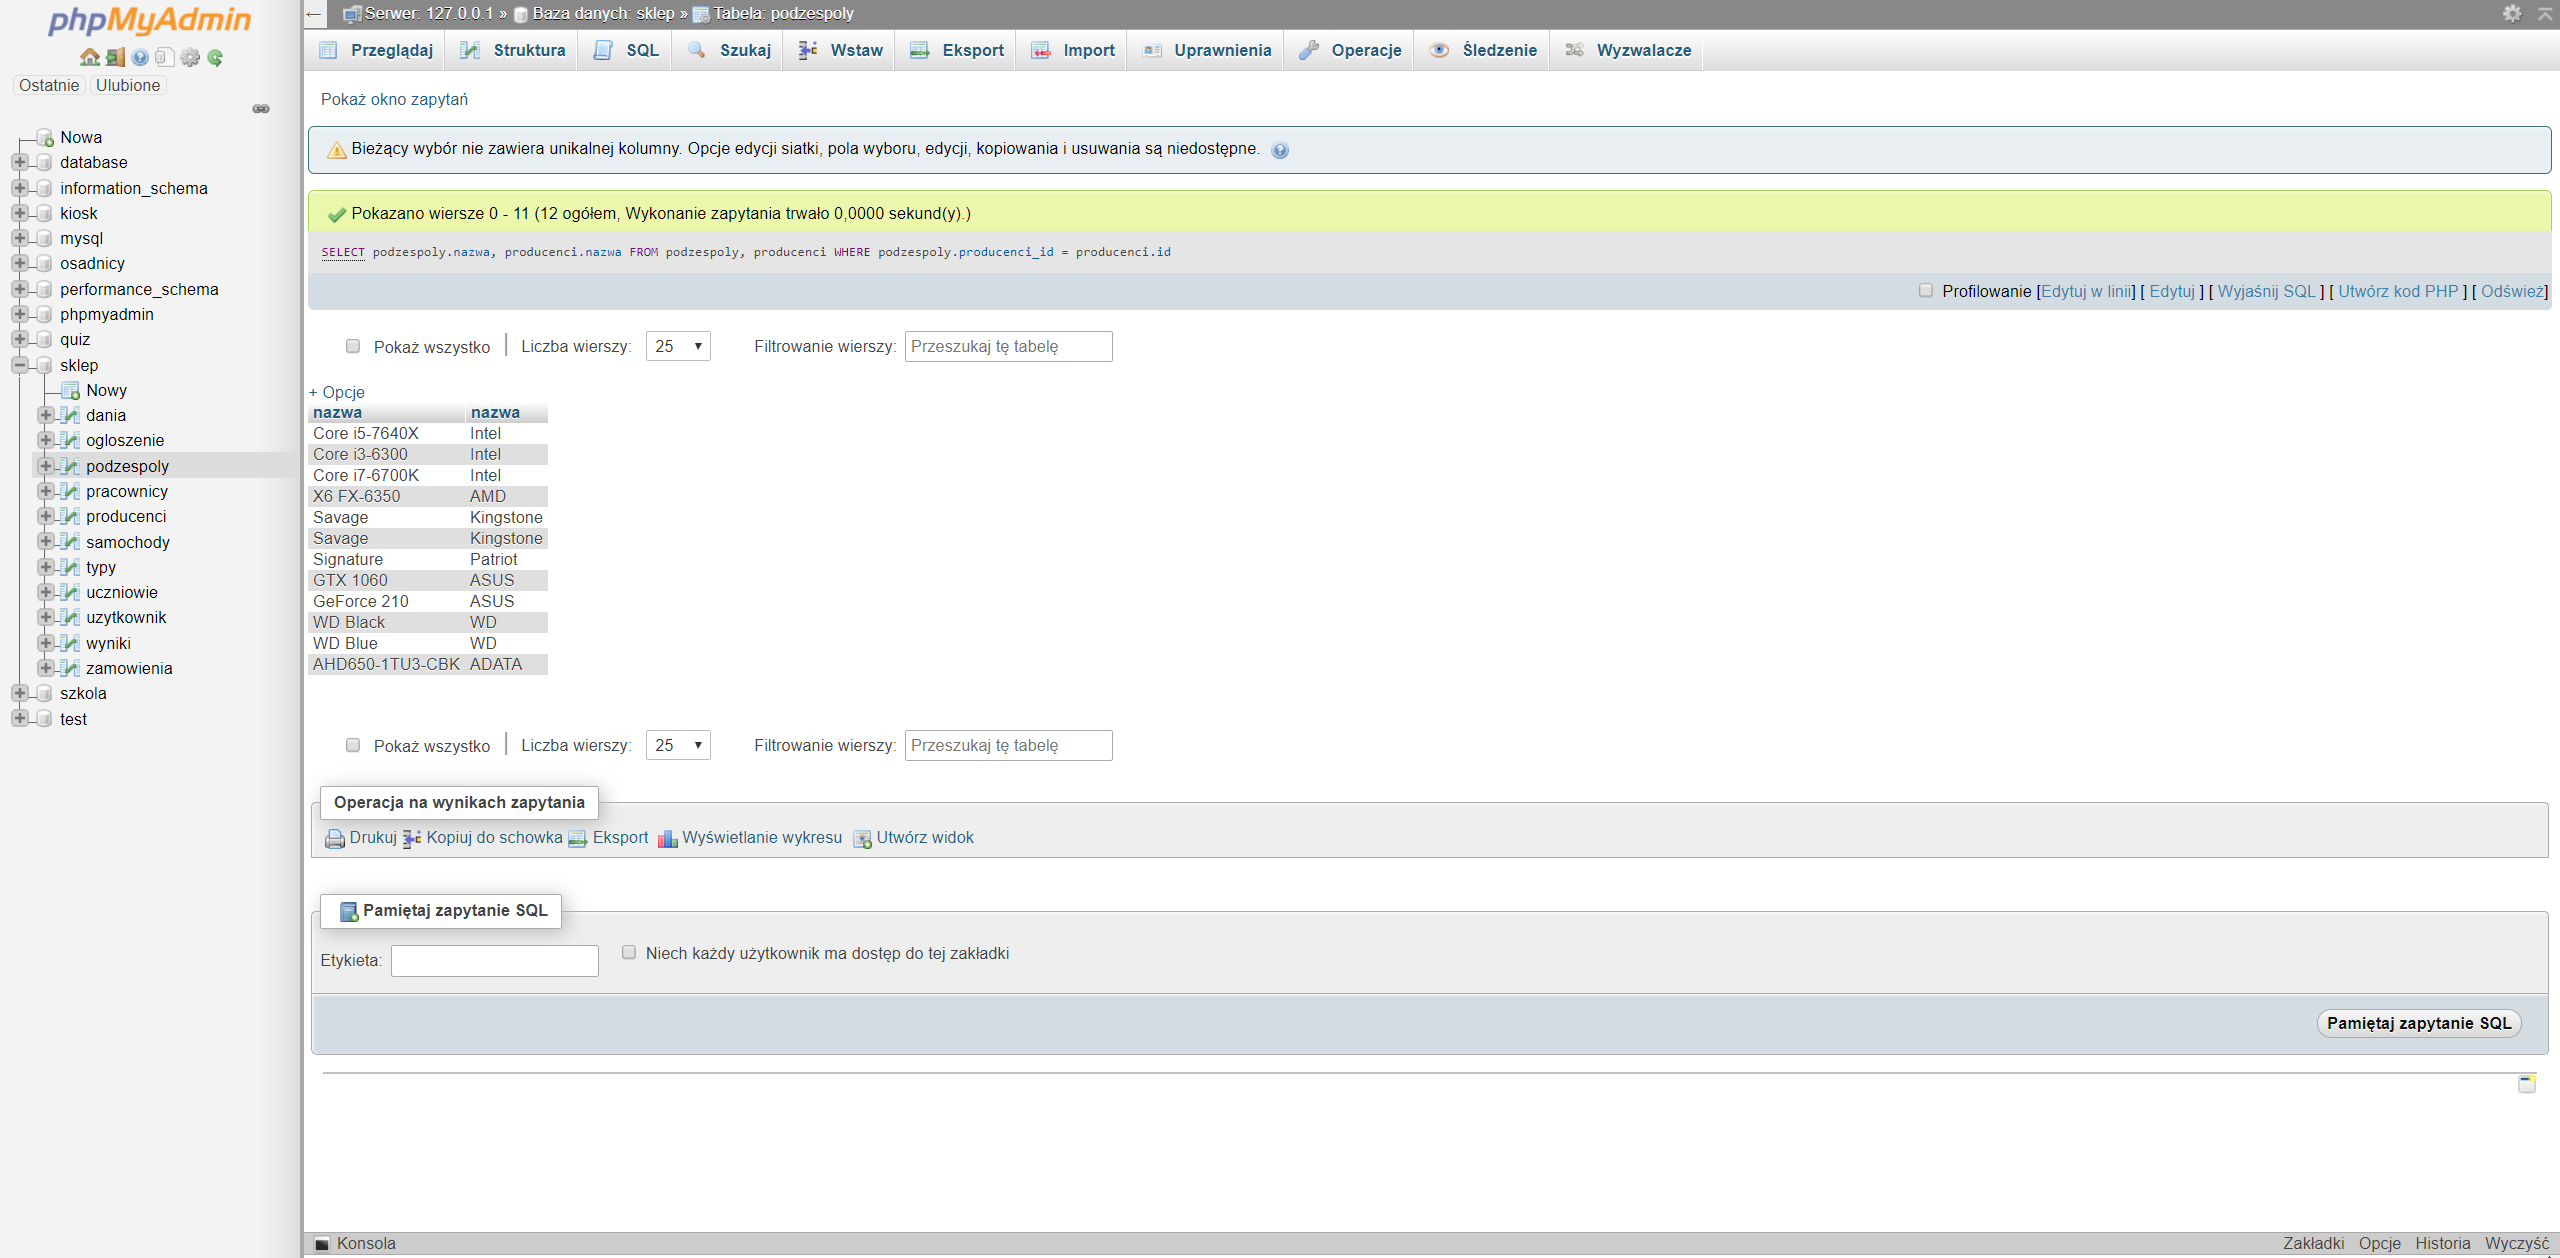 phpMyAdmin
Ostatnie Ulubione
Nowa
database
information_schema
kiosk
mysql
osadnicy
performance_schema
phpmyadmin
quiz
sklep
Nowy
dania
ogloszenie
podzespoly
pracownicy
producenci
samochody
typy
uczniowie
uzytkownik
wyniki
zamowienia
szkola
test
← Serwer: 127.0.0.1 » Baza danych: sklep » Tabela: podzespoly
Przeglądaj Struktura SQL Szukaj Wstaw Eksport Import Uprawnienia Operacje Śledzenie Wyzwalacze
Pokaż okno zapytań
Bieżący wybór nie zawiera unikalnej kolumny. Opcje edycji siatki, pola wyboru, edycji, kopiowania i usuwania są niedostępne.
Pokazano wiersze 0 - 11 (12 ogółem, Wykonanie zapytania trwało 0,0000 sekund(y).)
SELECT podzespoly.nazwa, producenci.nazwa FROM podzespoly, producenci WHERE podzespoly.producenci_id = producenci.id
Profilowanie [Edytuj w linii] [ Edytuj ] [ Wyjaśnij SQL ] [ Utwórz kod PHP ] [ Odśwież]
Pokaż wszystko | Liczba wierszy: 25 Filtrowanie wierszy: Przeszukaj tę tabelę
+ Opcje
nazwa nazwa
Core i5-7640X Intel
Core i3-6300 Intel
Core i7-6700K Intel
X6 FX-6350 AMD
Savage Kingstone
Savage Kingstone
Signature Patriot
GTX 1060 ASUS
GeForce 210 ASUS
WD Black WD
WD Blue WD
AHD650-1TU3-CBK ADATA
Pokaż wszystko | Liczba wierszy: 25 Filtrowanie wierszy: Przeszukaj tę tabelę
Operacja na wynikach zapytania
Drukuj Kopiuj do schowka Eksport Wyświetlanie wykresu Utwórz widok
Pamiętaj zapytanie SQL
Etykieta: Niech każdy użytkownik ma dostęp do tej zakładki
Pamiętaj zapytanie SQL
Konsola Zakładki Opcje Historia Wyczyść